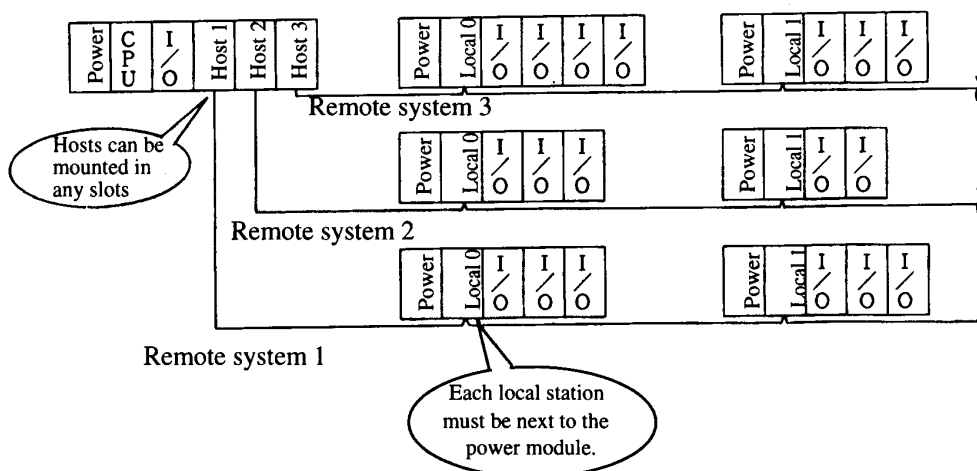 Power CPU I/O Host 1 Host 2 Host 3
Power Local 0 I/O I/O I/O I/O
Power Local 1 I/O I/O I/O
Remote system 3
Hosts can be
mounted in
any slots
Power Local 0 I/O I/O I/O
Power Local 1 I/O I/O
Remote system 2
Power Local 0 I/O I/O I/O
Power Local 1 I/O I/O I/O
Remote system 1
Each local station
must be next to the
power module.